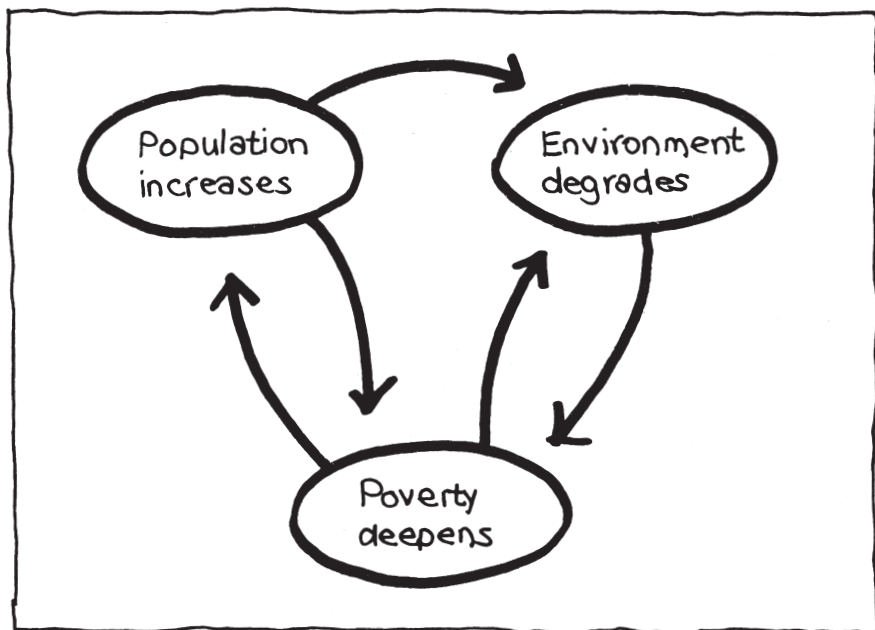 Population
increases
Environment
degrades
Poverty
deepens